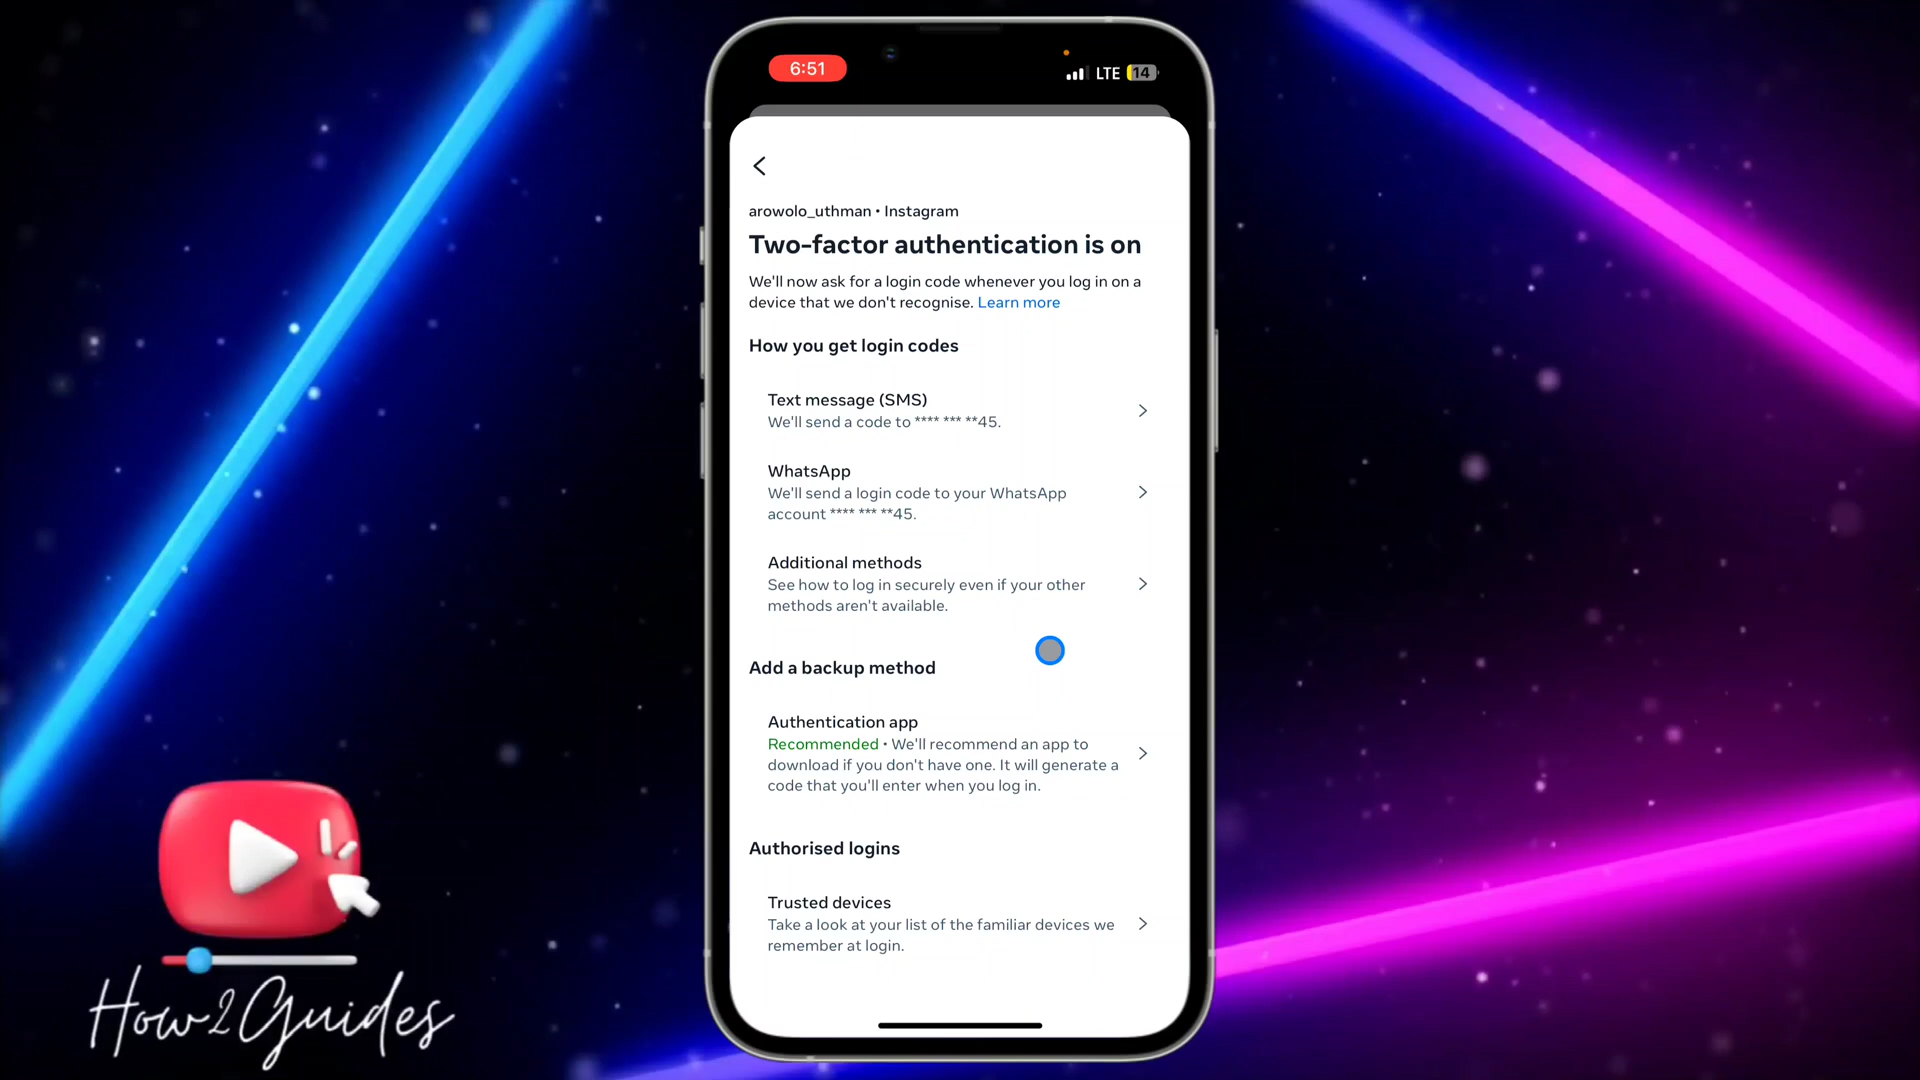 6:51
LTE 14
arowolo_uthman • Instagram
Two-factor authentication is on
We'll now ask for a login code whenever you log in on a
device that we don't recognise. Learn more
How you get login codes
Text message (SMS)
We'll send a code to **** *** **45.
WhatsApp
We'll send a login code to your WhatsApp
account **** *** **45.
Additional methods
See how to log in securely even if your other
methods aren't available.
Add a backup method
Authentication app
Recommended • We'll recommend an app to
download if you don't have one. It will generate a
code that you'll enter when you log in.
Authorised logins
Trusted devices
Take a look at your list of the familiar devices we
remember at login.
How2Guides